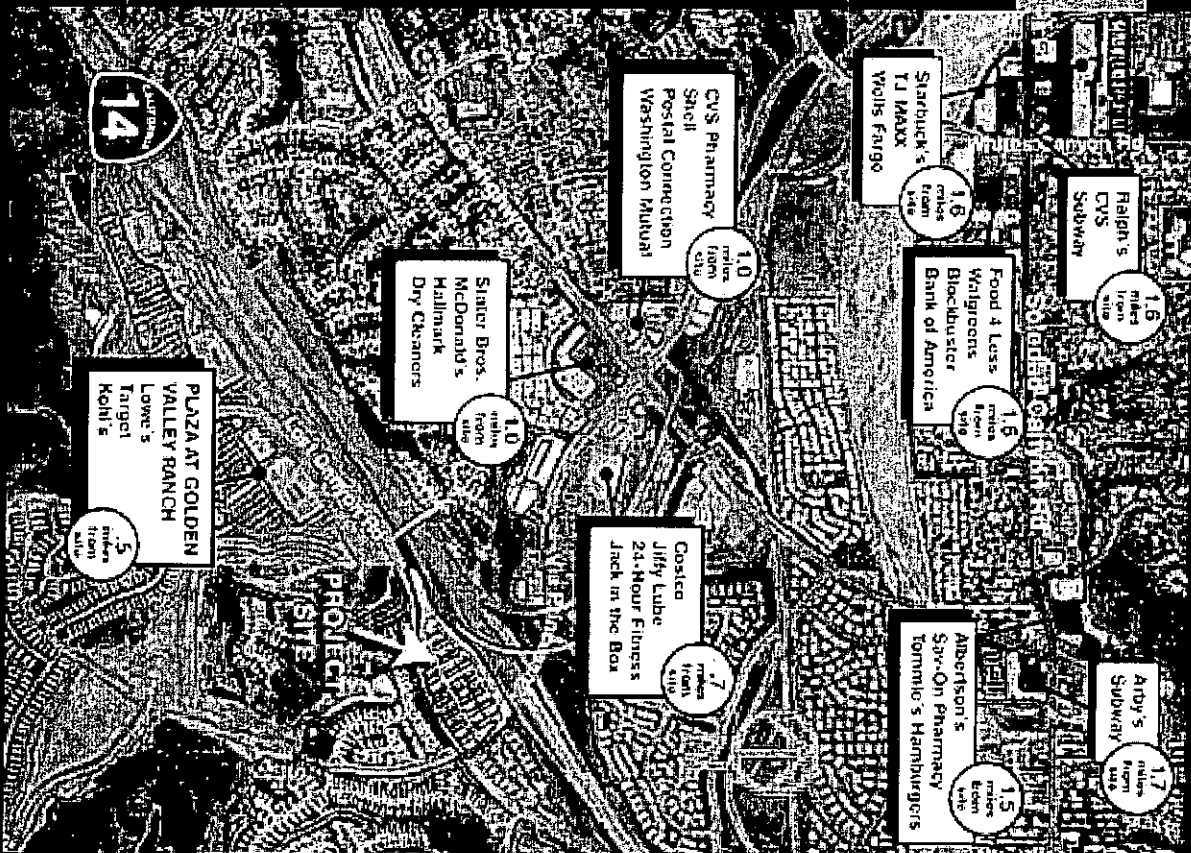 Starbuck's
TJ MAXX
Wells Fargo
1.6
miles
from
site
Ralph's
CVS
Subway
1.6
miles
from
site
Food 4 Less
Walgreens
Blockbuster
Bank of America
1.6
miles
from
site
Arby's
Subway
1.7
miles
from
site
Albertson's
Sav-On Pharmacy
Tommie's Hamburgers
1.5
miles
from
site
CVS Pharmacy
Shell
Postal Connection
Washington Mutual
1.0
miles
from
site
Stater Bros.
McDonald's
Hallmark
Dry Cleaners
1.0
miles
from
site
Costco
Jiffy Lube
24-Hour Fitness
Jack in the Box
.7
miles
from
site
14
PLAZA AT GOLDEN
VALLEY RANCH
Lowe's
Target
Kohl's
.5
miles
from
site
PROJECT
SITE